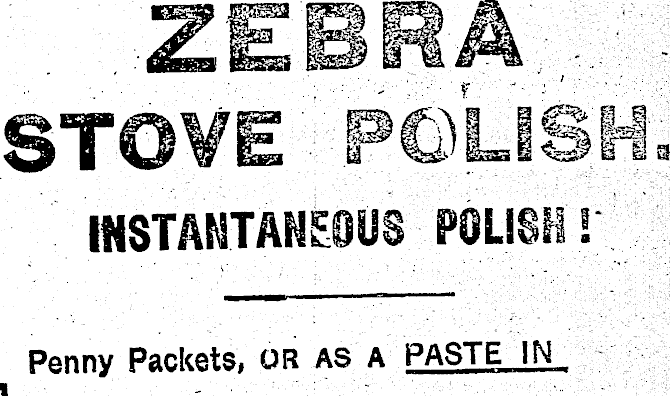 ZEBRA
STOVE POLISH.
INSTANTANEOUS POLISH!
Penny Packets, OR AS A PASTE IN